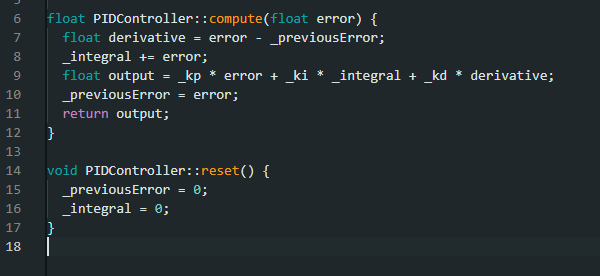 6 float PIDController::compute(float error) {
7   float derivative = error - _previousError;
8   _integral += error;
9   float output = _kp * error + _ki * _integral + _kd * derivative;
10   _previousError = error;
11   return output;
12 }
13
14 void PIDController::reset() {
15   _previousError = 0;
16   _integral = 0;
17 }
18